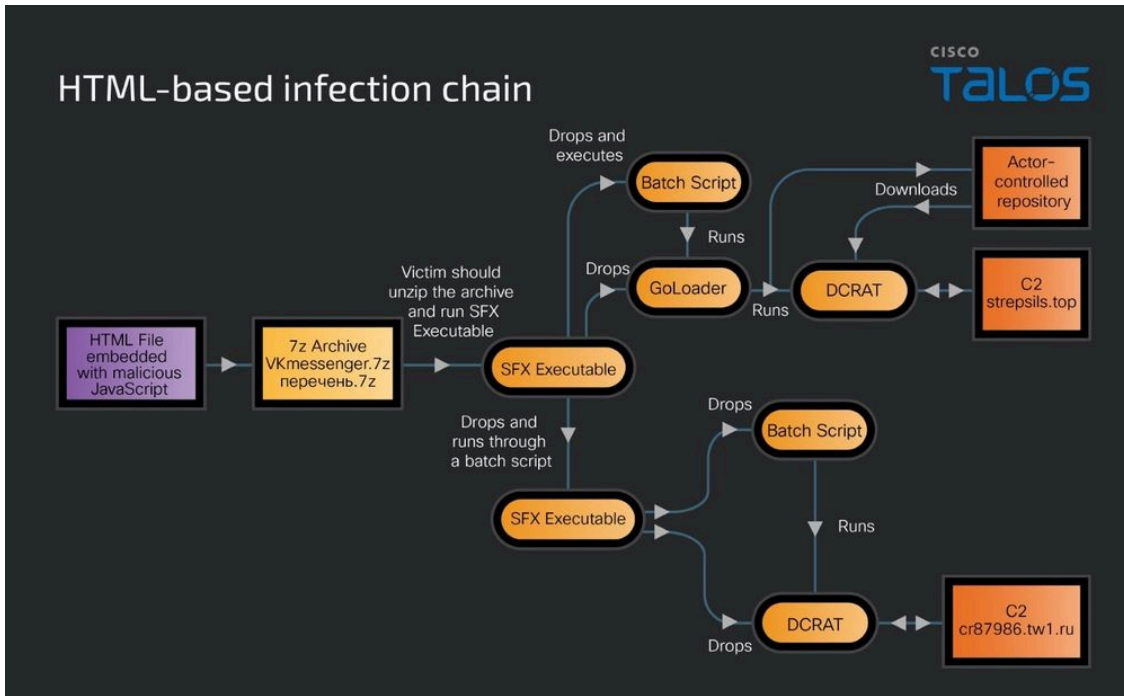 CISCO
TALOS
HTML-based infection chain
Drops and
executes
Batch Script
Actor-
controlled
repository
Downloads
Runs
Drops
GoLoader
Runs
DCRAT
C2
strepsils.top
Victim should
unzip the archive
and run SFX
Executable
HTML File
embedded
with malicious
JavaScript
7z Archive
VKmessenger.7z
перечень.7z
SFX Executable
Drops and
runs through
a batch script
Drops
Batch Script
SFX Executable
Runs
Drops
DCRAT
C2
cr87986.tw1.ru